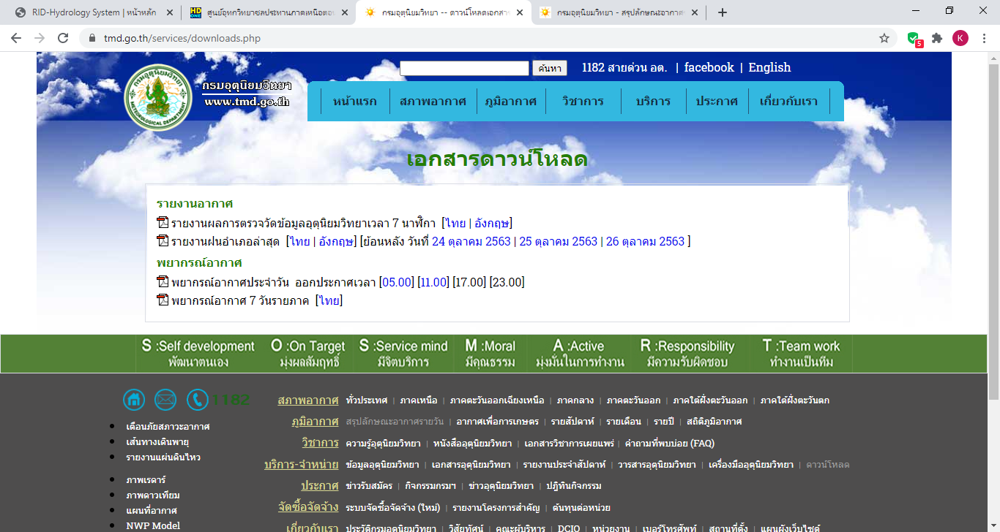 RID-Hydrology System | หน้าหลัก
ศูนย์อุทกวิทยาชลประทานภาคเหนือตอน
กรมอุตุนิยมวิทยา -- ดาวน์โหลดเอกสาร
กรมอุตุนิยมวิทยา - สรุปลักษณะอากาศ
tmd.go.th/services/downloads.php
5
K
กรมอุตุนิยมวิทยา
METEOROLOGICAL DEPARTMENT
กรมอุตุนิยมวิทยา
www.tmd.go.th
ค้นหา
1182 สายด่วน อต. | facebook | English
หน้าแรก สภาพอากาศ ภูมิอากาศ วิชาการ บริการ ประกาศ เกี่ยวกับเรา
เอกสารดาวน์โหลด
รายงานอากาศ
รายงานผลการตรวจวัดข้อมูลอุตุนิยมวิทยาเวลา 7 นาฬิกา [ไทย | อังกฤษ]
รายงานฝนอำเภอล่าสุด [ไทย | อังกฤษ] [ย้อนหลัง วันที่ 24 ตุลาคม 2563 | 25 ตุลาคม 2563 | 26 ตุลาคม 2563 ]
พยากรณ์อากาศ
พยากรณ์อากาศประจำวัน ออกประกาศเวลา [05.00] [11.00] [17.00] [23.00]
พยากรณ์อากาศ 7 วันรายภาค [ไทย]
S :Self development O :On Target S :Service mind M :Moral A :Active R :Responsibility T :Team work
พัฒนาตนเอง มุ่งผลสัมฤทธิ์ มีจิตบริการ มีคุณธรรม มุ่งมั่นในการทำงาน มีความรับผิดชอบ ทำงานเป็นทีม
1182
เตือนภัยสภาวะอากาศ
เส้นทางเดินพายุ
รายงานแผ่นดินไหว
ภาพเรดาร์
ภาพดาวเทียม
แผนที่อากาศ
NWP Model
สภาพอากาศ ทั่วประเทศ | ภาคเหนือ | ภาคตะวันออกเฉียงเหนือ | ภาคกลาง | ภาคตะวันออก | ภาคใต้ฝั่งตะวันออก | ภาคใต้ฝั่งตะวันตก
ภูมิอากาศ สรุปลักษณะอากาศรายวัน | อากาศเพื่อการเกษตร | รายสัปดาห์ | รายเดือน | รายปี | สถิติภูมิอากาศ
วิชาการ ความรู้อุตุนิยมวิทยา | หนังสืออุตุนิยมวิทยา | เอกสารวิชาการเผยแพร่ | คำถามที่พบบ่อย (FAQ)
บริการ-จำหน่าย ข้อมูลอุตุนิยมวิทยา | เอกสารอุตุนิยมวิทยา | รายงานประจำสัปดาห์ | วารสารอุตุนิยมวิทยา | เครื่องมืออุตุนิยมวิทยา | ดาวน์โหลด
ประกาศ ข่าวรับสมัคร | กิจกรรมกรมฯ | ข่าวอุตุนิยมวิทยา | ปฏิทินกิจกรรม
จัดซื้อจัดจ้าง ระบบจัดซื้อจัดจ้าง (ใหม่) | รายงานโครงการสำคัญ | ต้นทุนต่อหน่วย
เกี่ยวกับเรา ประวัติกรมอุตุนิยมวิทยา | วิสัยทัศน์ | คณะผู้บริหาร | DCIO | หน่วยงาน | เบอร์โทรศัพท์ | สถานที่ตั้ง | แผนผังเว็บไซต์